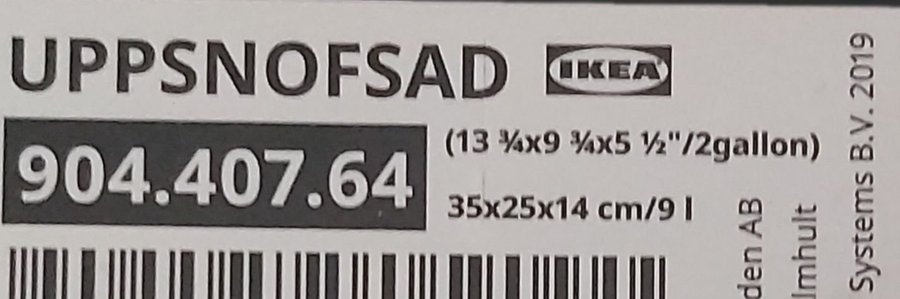 UPPSNOFSAD IKEA
904.407.64
(13 ¾x9 ¾x5 ½"/2gallon)
35x25x14 cm/9 l
den AB
lmhult
Systems B.V. 2019